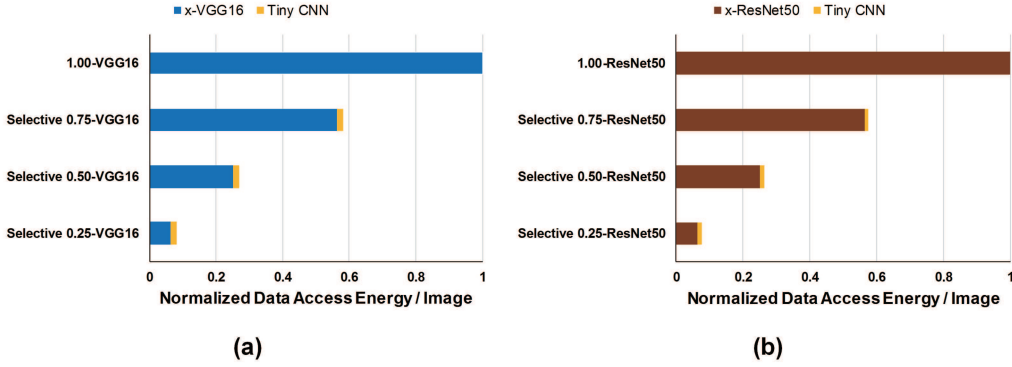 x-VGG16 Tiny CNN
1.00-VGG16
Selective 0.75-VGG16
Selective 0.50-VGG16
Selective 0.25-VGG16
0 0.2 0.4 0.6 0.8 1
Normalized Data Access Energy / Image
(a)
x-ResNet50 Tiny CNN
1.00-ResNet50
Selective 0.75-ResNet50
Selective 0.50-ResNet50
Selective 0.25-ResNet50
0 0.2 0.4 0.6 0.8 1
Normalized Data Access Energy / Image
(b)